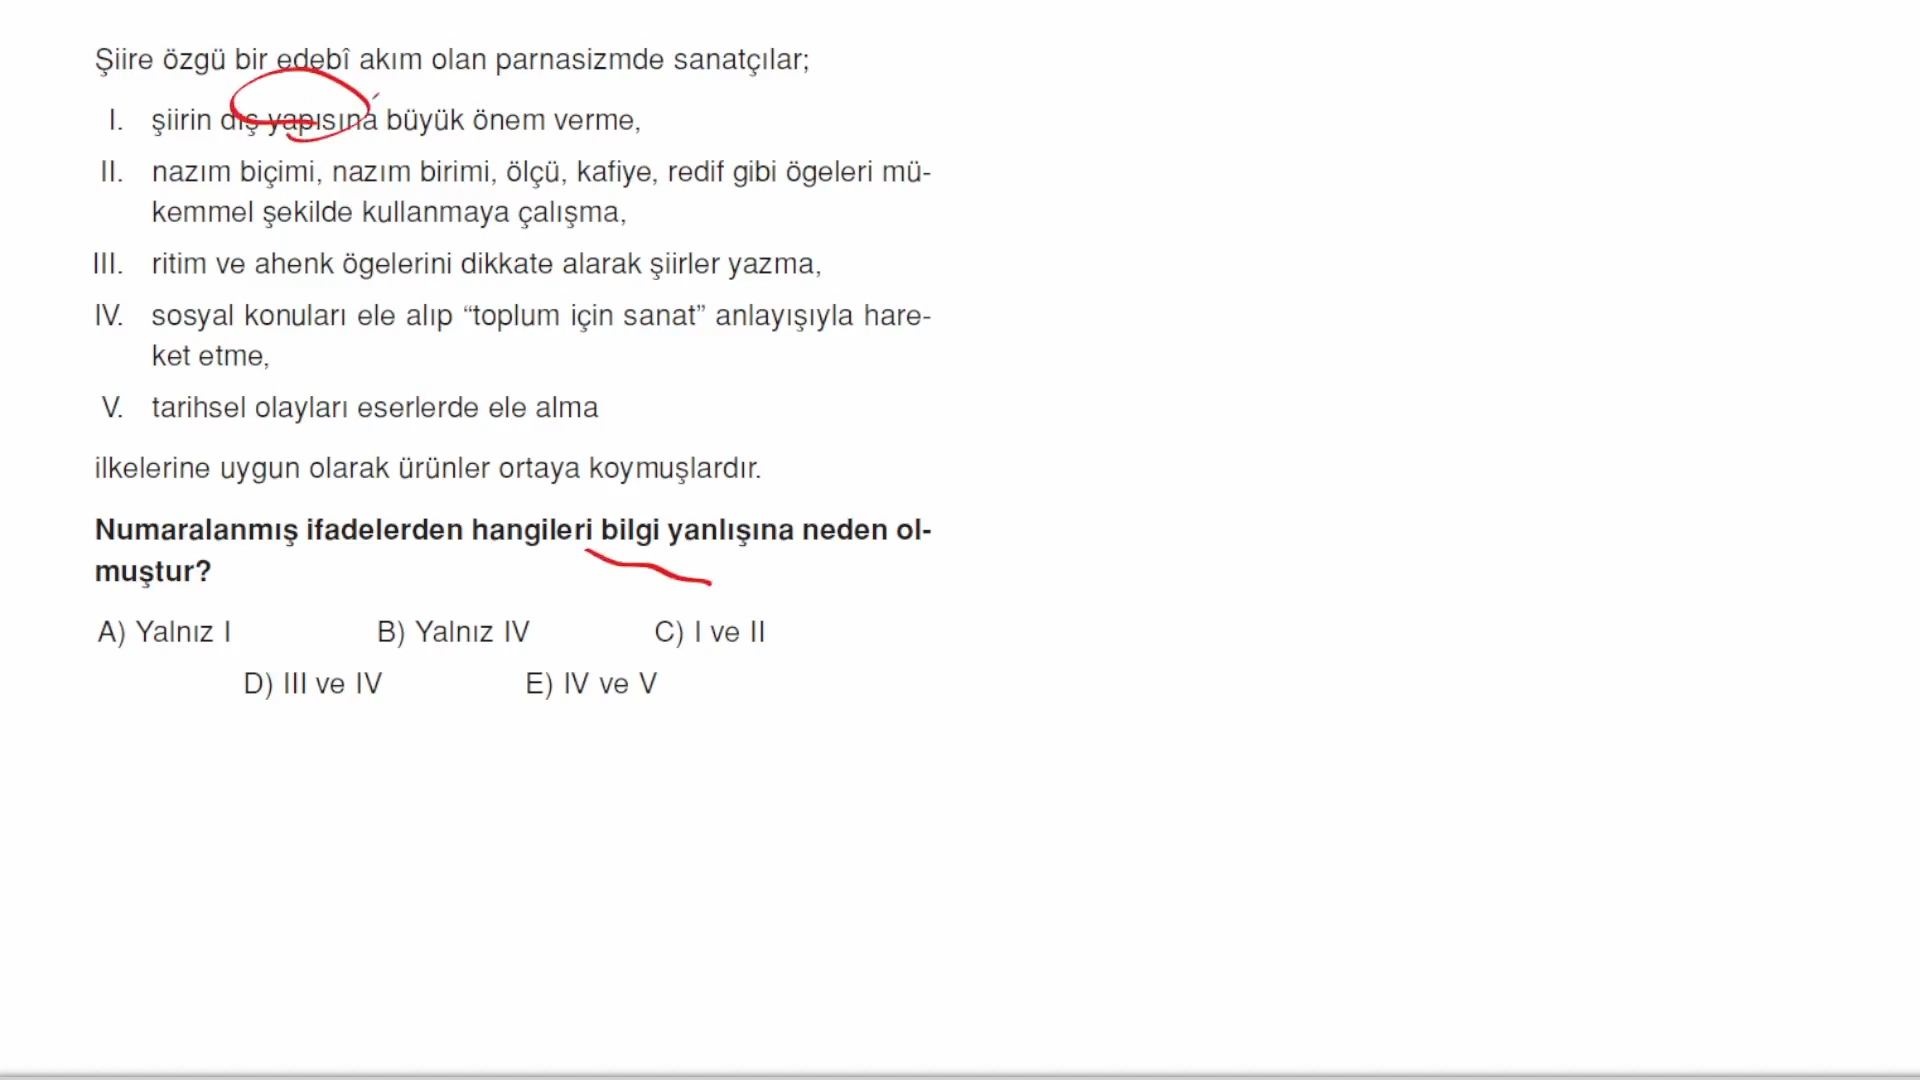 Şiire özgü bir edebî akım olan parnasizmde sanatçılar;
I. şiirin dış yapısına büyük önem verme,
II. nazım biçimi, nazım birimi, ölçü, kafiye, redif gibi ögeleri mü-
kemmel şekilde kullanmaya çalışma,
III. ritim ve ahenk ögelerini dikkate alarak şiirler yazma,
IV. sosyal konuları ele alıp “toplum için sanat” anlayışıyla hare-
ket etme,
V. tarihsel olayları eserlerde ele alma
ilkelerine uygun olarak ürünler ortaya koymuşlardır.
Numaralanmış ifadelerden hangileri bilgi yanlışına neden ol-
muştur?
A) Yalnız I B) Yalnız IV C) I ve II
D) III ve IV E) IV ve V